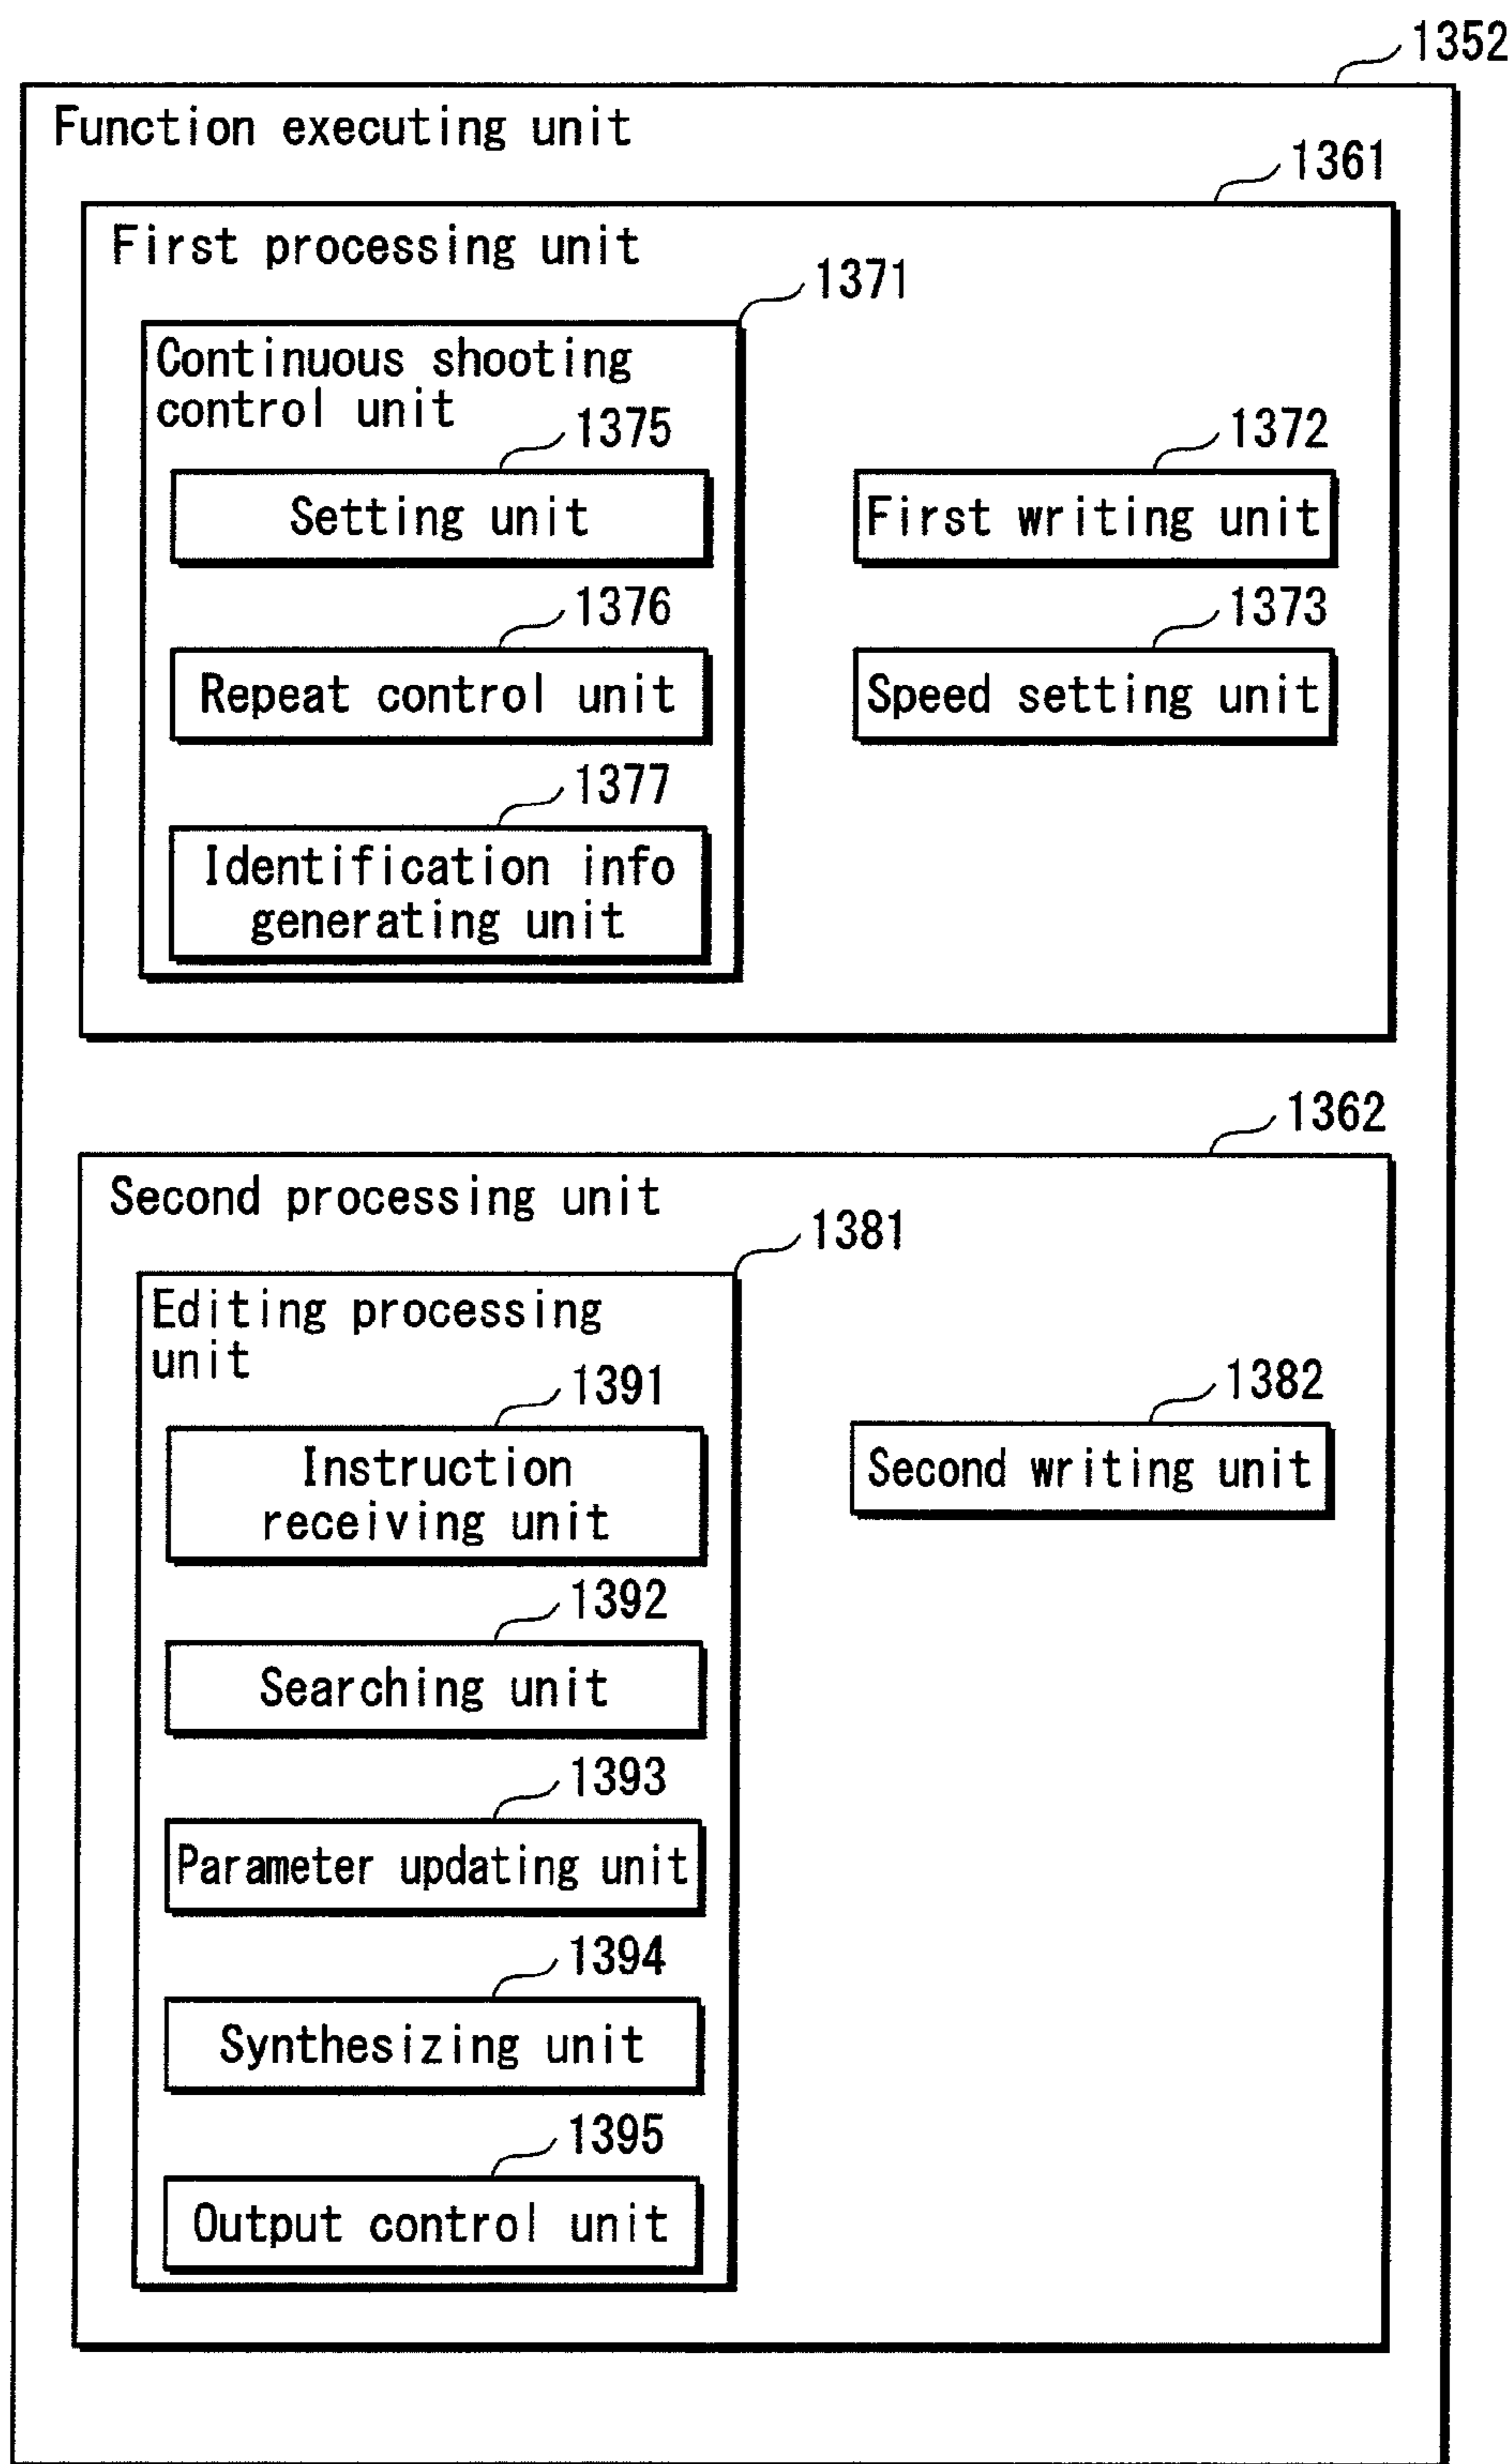 1352
Function executing unit
1361
First processing unit
1371
Continuous shooting
control unit
1375
Setting unit
1372
First writing unit
1376
Repeat control unit
1373
Speed setting unit
1377
Identification info
generating unit
1362
Second processing unit
1381
Editing processing
unit
1391
Instruction
receiving unit
1382
Second writing unit
1392
Searching unit
1393
Parameter updating unit
1394
Synthesizing unit
1395
Output control unit